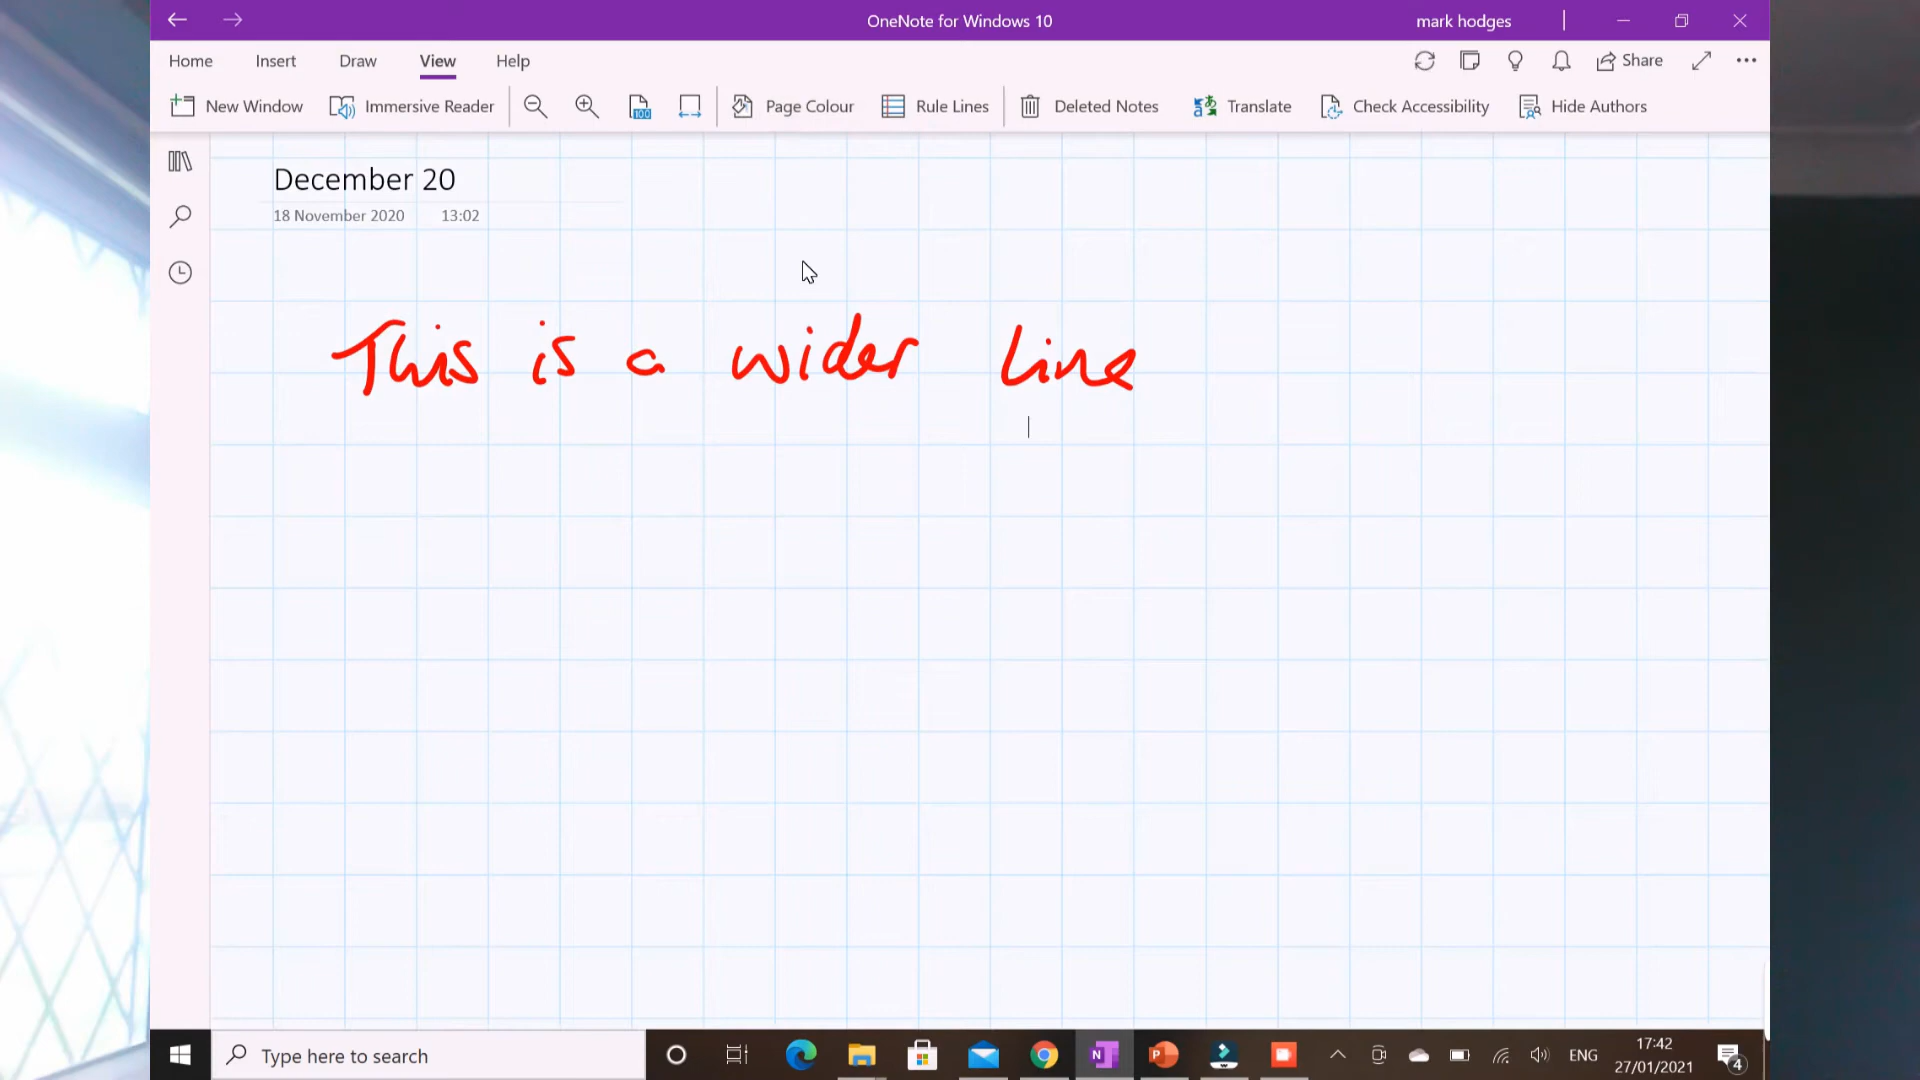 OneNote for Windows 10
mark hodges
Home Insert Draw View Help
Share
New Window Immersive Reader 100 Page Colour Rule Lines Deleted Notes Translate Check Accessibility Hide Authors
December 20
18 November 2020 13:02
This is a wider line
Type here to search
ENG
17:42
27/01/2021
4